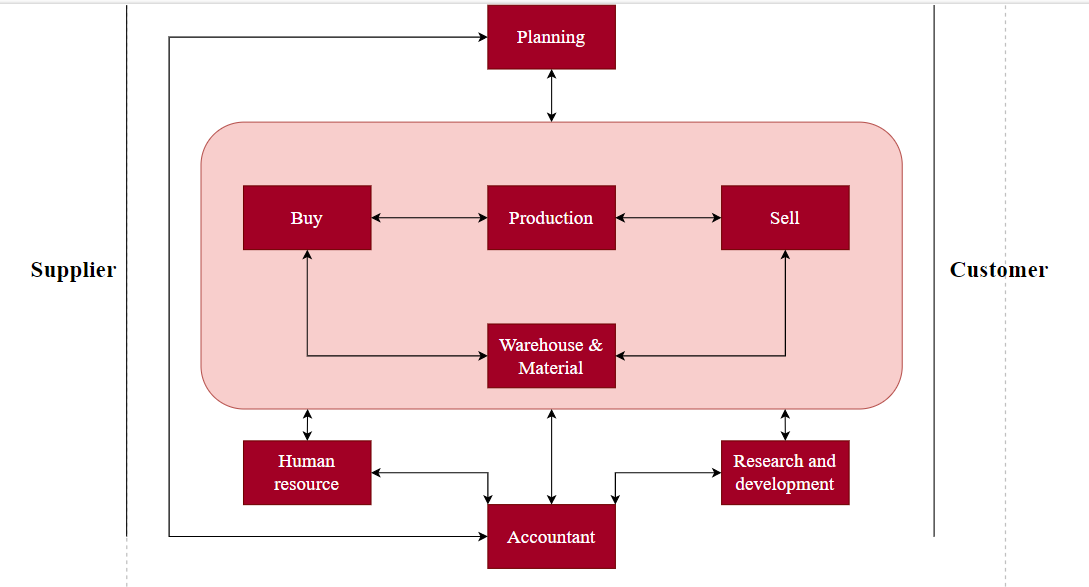 Planning
Buy
Production
Sell
Supplier
Customer
Warehouse &
Material
Human
resource
Research and
development
Accountant